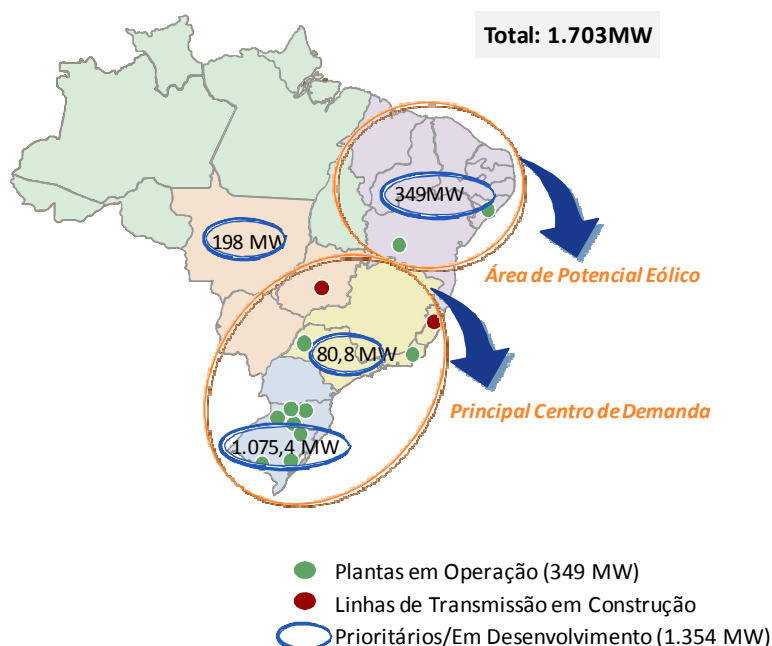 Total: 1.703MW
349MW
198 MW
Área de Potencial Eólico
80,8 MW
Principal Centro de Demanda
1.075,4 MW
Plantas em Operação (349 MW)
Linhas de Transmissão em Construção
Prioritários/Em Desenvolvimento (1.354 MW)